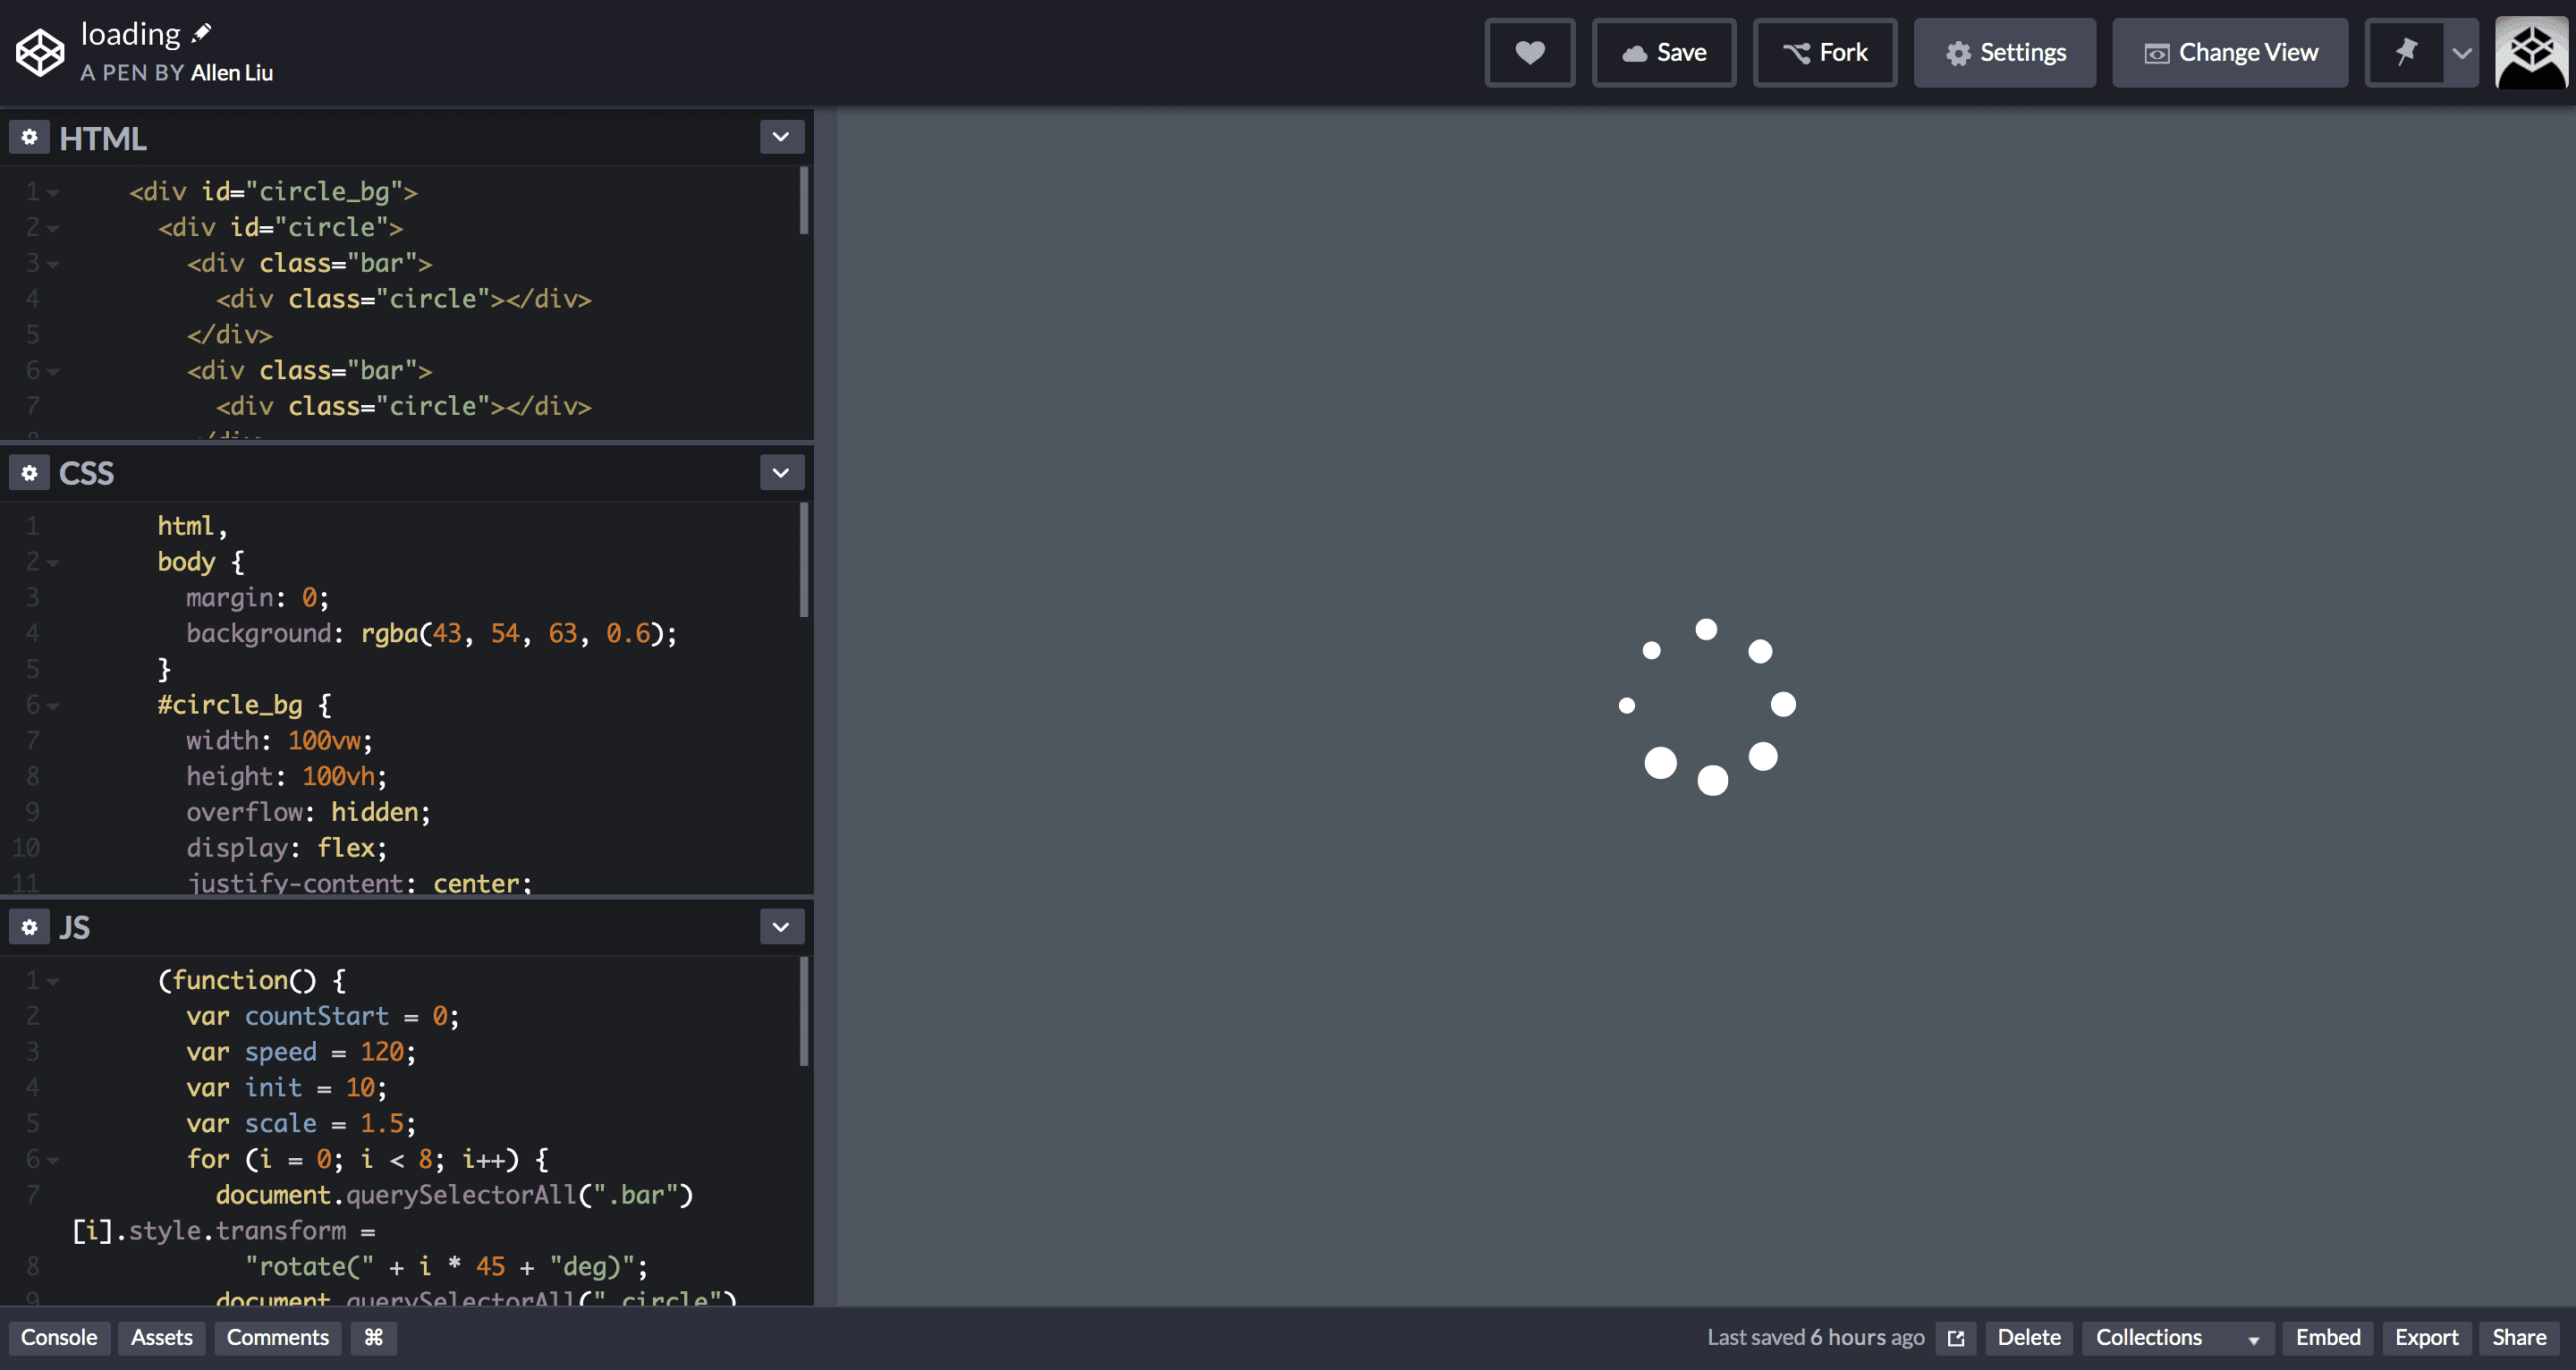 loading
A PEN BY Allen Liu
Save
Fork
Settings
Change View
HTML
1 <div id="circle_bg">
2 <div id="circle">
3 <div class="bar">
4 <div class="circle"></div>
5 </div>
6 <div class="bar">
7 <div class="circle"></div>
8 </div>
CSS
1 html,
2 body {
3 margin: 0;
4 background: rgba(43, 54, 63, 0.6);
5 }
6 #circle_bg {
7 width: 100vw;
8 height: 100vh;
9 overflow: hidden;
10 display: flex;
11 justify-content: center;
JS
1 (function() {
2 var countStart = 0;
3 var speed = 120;
4 var init = 10;
5 var scale = 1.5;
6 for (i = 0; i < 8; i++) {
7 document.querySelectorAll(".bar")
[i].style.transform =
8 "rotate(" + i * 45 + "deg)";
9 document.querySelectorAll(".circle")
Console
Assets
Comments
⌘
Last saved 6 hours ago
Delete
Collections
Embed
Export
Share